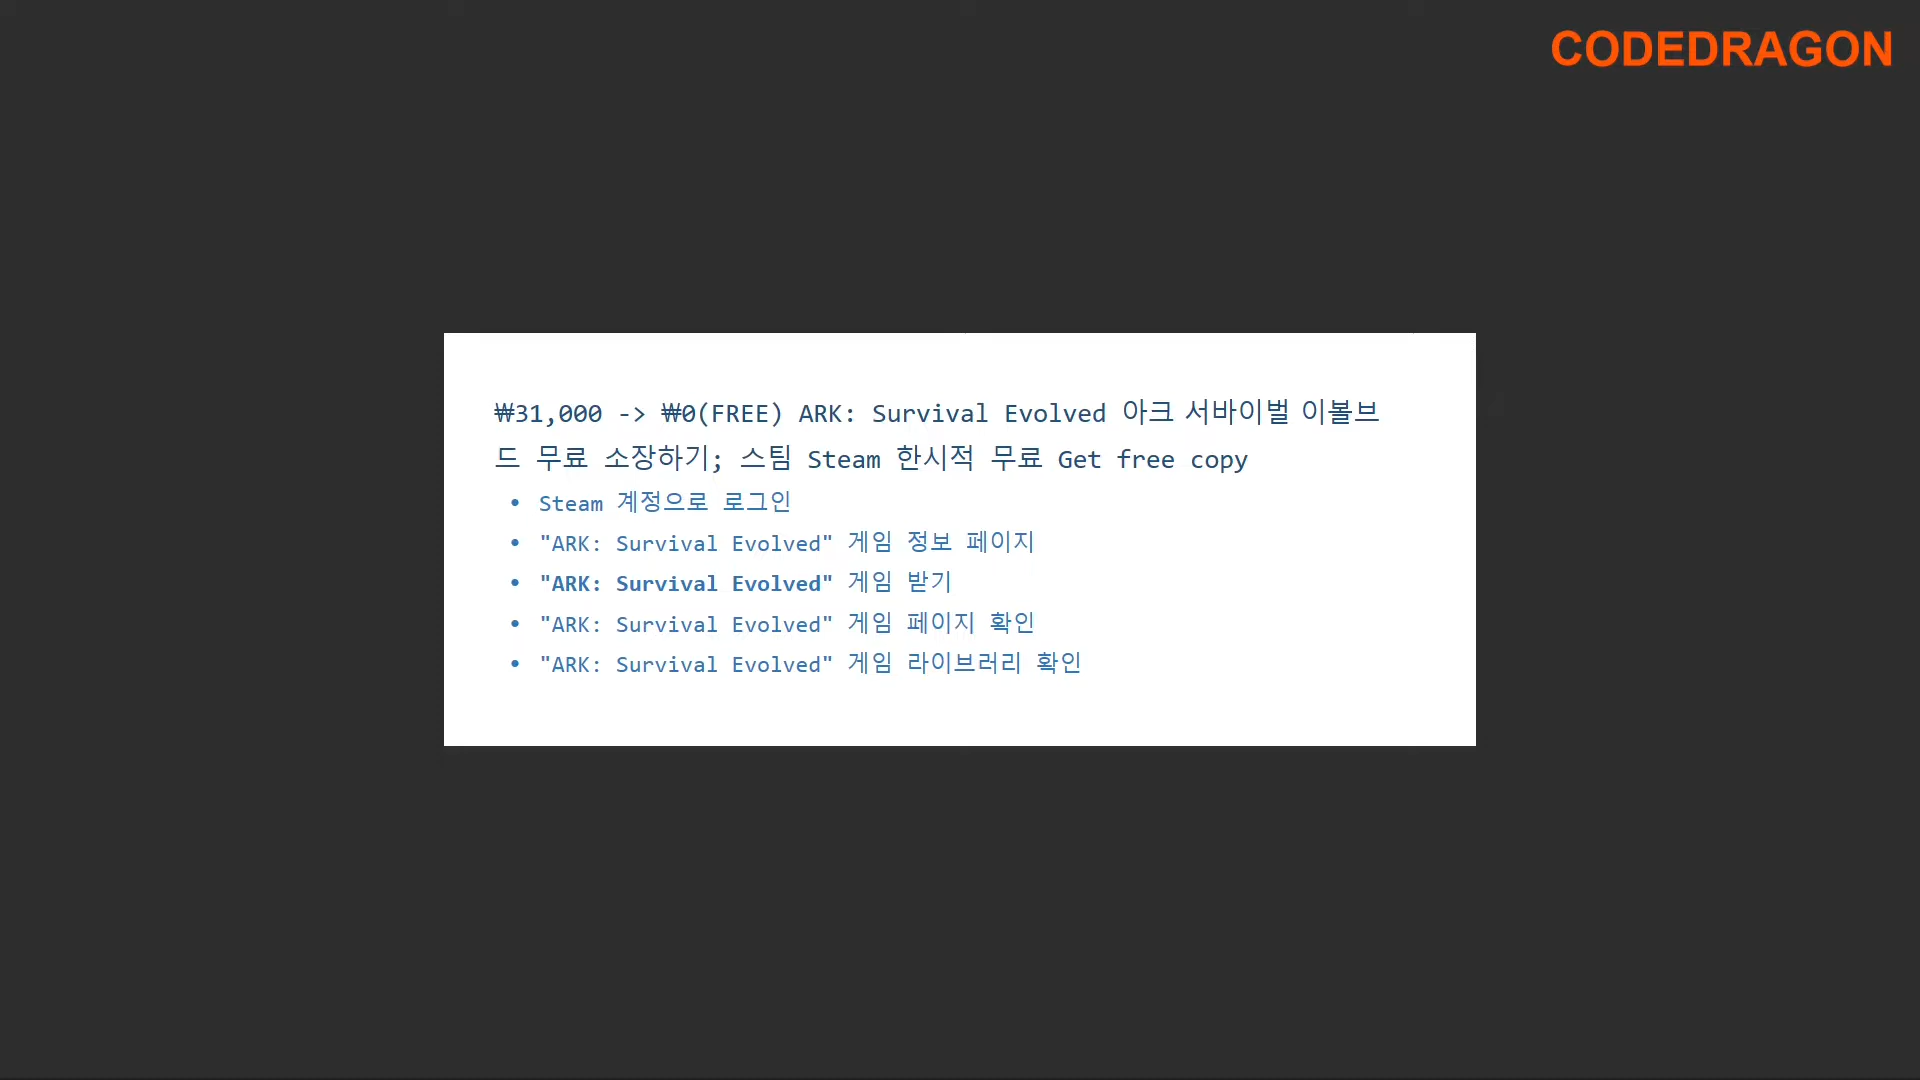 CODEDRAGON
₩31,000 -> ₩0(FREE) ARK: Survival Evolved 아크 서바이벌 이볼브
드 무료 소장하기; 스팀 Steam 한시적 무료 Get free copy
• Steam 계정으로 로그인
• "ARK: Survival Evolved" 게임 정보 페이지
• "ARK: Survival Evolved" 게임 받기
• "ARK: Survival Evolved" 게임 페이지 확인
• "ARK: Survival Evolved" 게임 라이브러리 확인